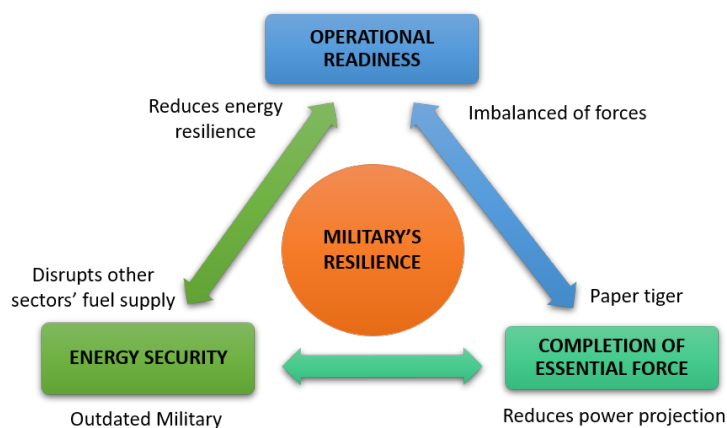 OPERATIONAL
READINESS
Reduces energy
resilience
Imbalanced of forces
MILITARY’S
RESILIENCE
Disrupts other
sectors’ fuel supply
Paper tiger
ENERGY SECURITY
COMPLETION OF
ESSENTIAL FORCE
Outdated Military
Reduces power projection